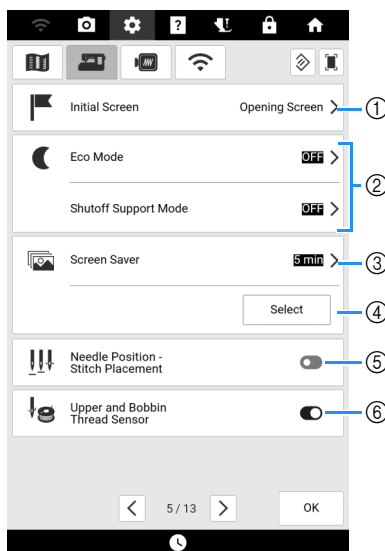 ?
Initial Screen Opening Screen ①
Eco Mode OFF
②
Shutoff Support Mode OFF
Screen Saver 5 min ③
Select ④
Needle Position -
Stitch Placement ⑤
Upper and Bobbin
Thread Sensor ⑥
5 / 13 OK